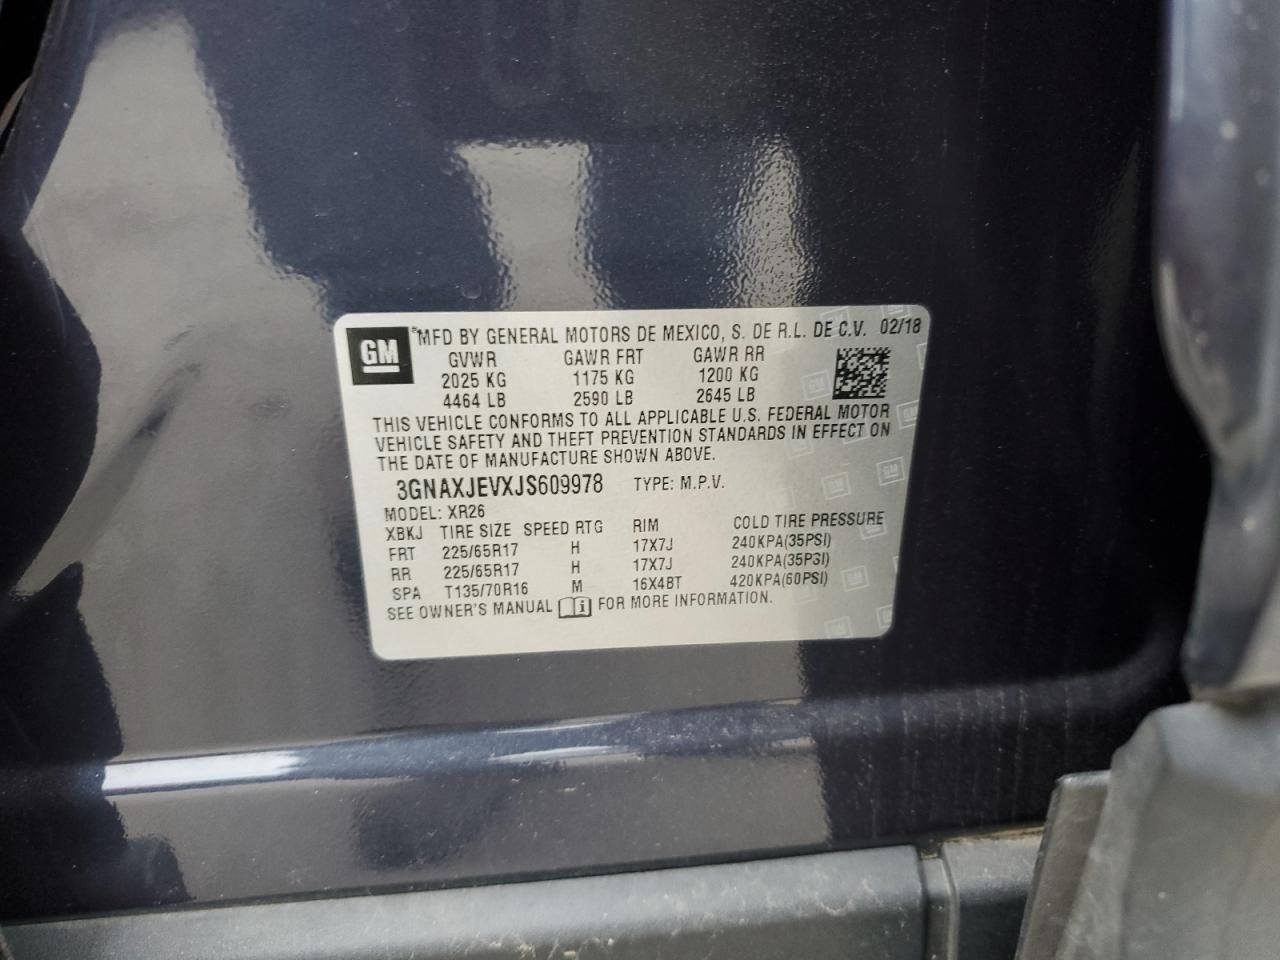 GM
MFD BY GENERAL MOTORS DE MEXICO, S. DE R.L. DE C.V. 02/18
GVWR GAWR FRT GAWR RR
2025 KG 1175 KG 1200 KG
4464 LB 2590 LB 2645 LB
THIS VEHICLE CONFORMS TO ALL APPLICABLE U.S. FEDERAL MOTOR
VEHICLE SAFETY AND THEFT PREVENTION STANDARDS IN EFFECT ON
THE DATE OF MANUFACTURE SHOWN ABOVE.
3GNAXJEVXJS609978 TYPE: M.P.V.
MODEL: XR26
XBKJ TIRE SIZE SPEED RTG RIM COLD TIRE PRESSURE
FRT 225/65R17 H 17X7J 240KPA(35PSI)
RR 225/65R17 H 17X7J 240KPA(35PSI)
SPA T135/70R16 M 16X4BT 420KPA(60PSI)
SEE OWNER'S MANUAL i FOR MORE INFORMATION.